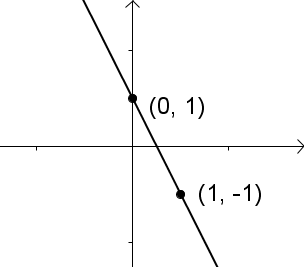 (0, 1)
(1, -1)